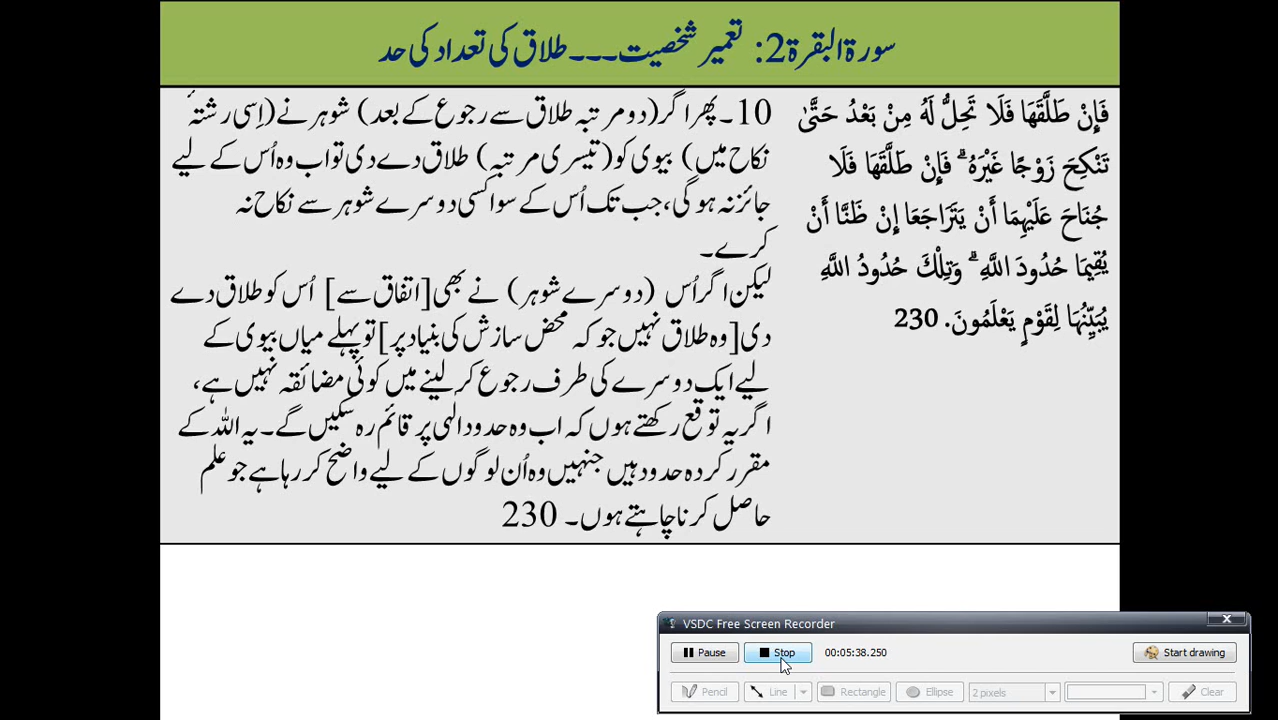 سورۃ البقرۃ 2: تعمیر شخصیت۔۔۔طلاق کی تعداد کی حد
فَإِنْ طَلَّقَهَا فَلَا تَحِلُّ لَهُ مِنْ بَعْدُ حَتَّىٰ
تَنْكِحَ زَوْجًا غَيْرَهُ ۗ فَإِنْ طَلَّقَهَا فَلَا
جُنَاحَ عَلَيْهِمَا أَنْ يَتَرَاجَعَا إِنْ ظَنَّا أَنْ
يُقِيمَا حُدُودَ اللَّهِ ۗ وَتِلْكَ حُدُودُ اللَّهِ
يُبَيِّنُهَا لِقَوْمٍ يَعْلَمُونَ. 230
10۔ پھر اگر (دو مرتبہ طلاق سے رجوع کے بعد) شوہر نے (اِسی رشتۂ
نکاح میں) بیوی کو (تیسری مرتبہ) طلاق دے دی تو اب وہ اُس کے لیے
جائز نہ ہوگی، جب تک اُس کے سوا کسی دوسرے شوہر سے نکاح نہ
کرے۔
لیکن اگر اُس (دوسرے شوہر) نے بھی [اتفاق سے] اُس کو طلاق دے
دی [وہ طلاق نہیں جو کہ محض سازش کی بنیاد پر] تو پہلے میاں بیوی کے
لیے ایک دوسرے کی طرف رجوع کر لینے میں کوئی مضائقہ نہیں ہے،
اگر یہ توقع رکھتے ہوں کہ اب وہ حدود الٰہی پر قائم رہ سکیں گے۔ یہ اللہ کے
مقرر کردہ حدود ہیں جنہیں وہ اُن لوگوں کے لیے واضح کر رہا ہے جو علم
حاصل کرنا چاہتے ہوں۔ 230
VSDC Free Screen Recorder
Pause Stop 00:05:38.250 Start drawing
Pencil Line Rectangle Ellipse 2 pixels Clear